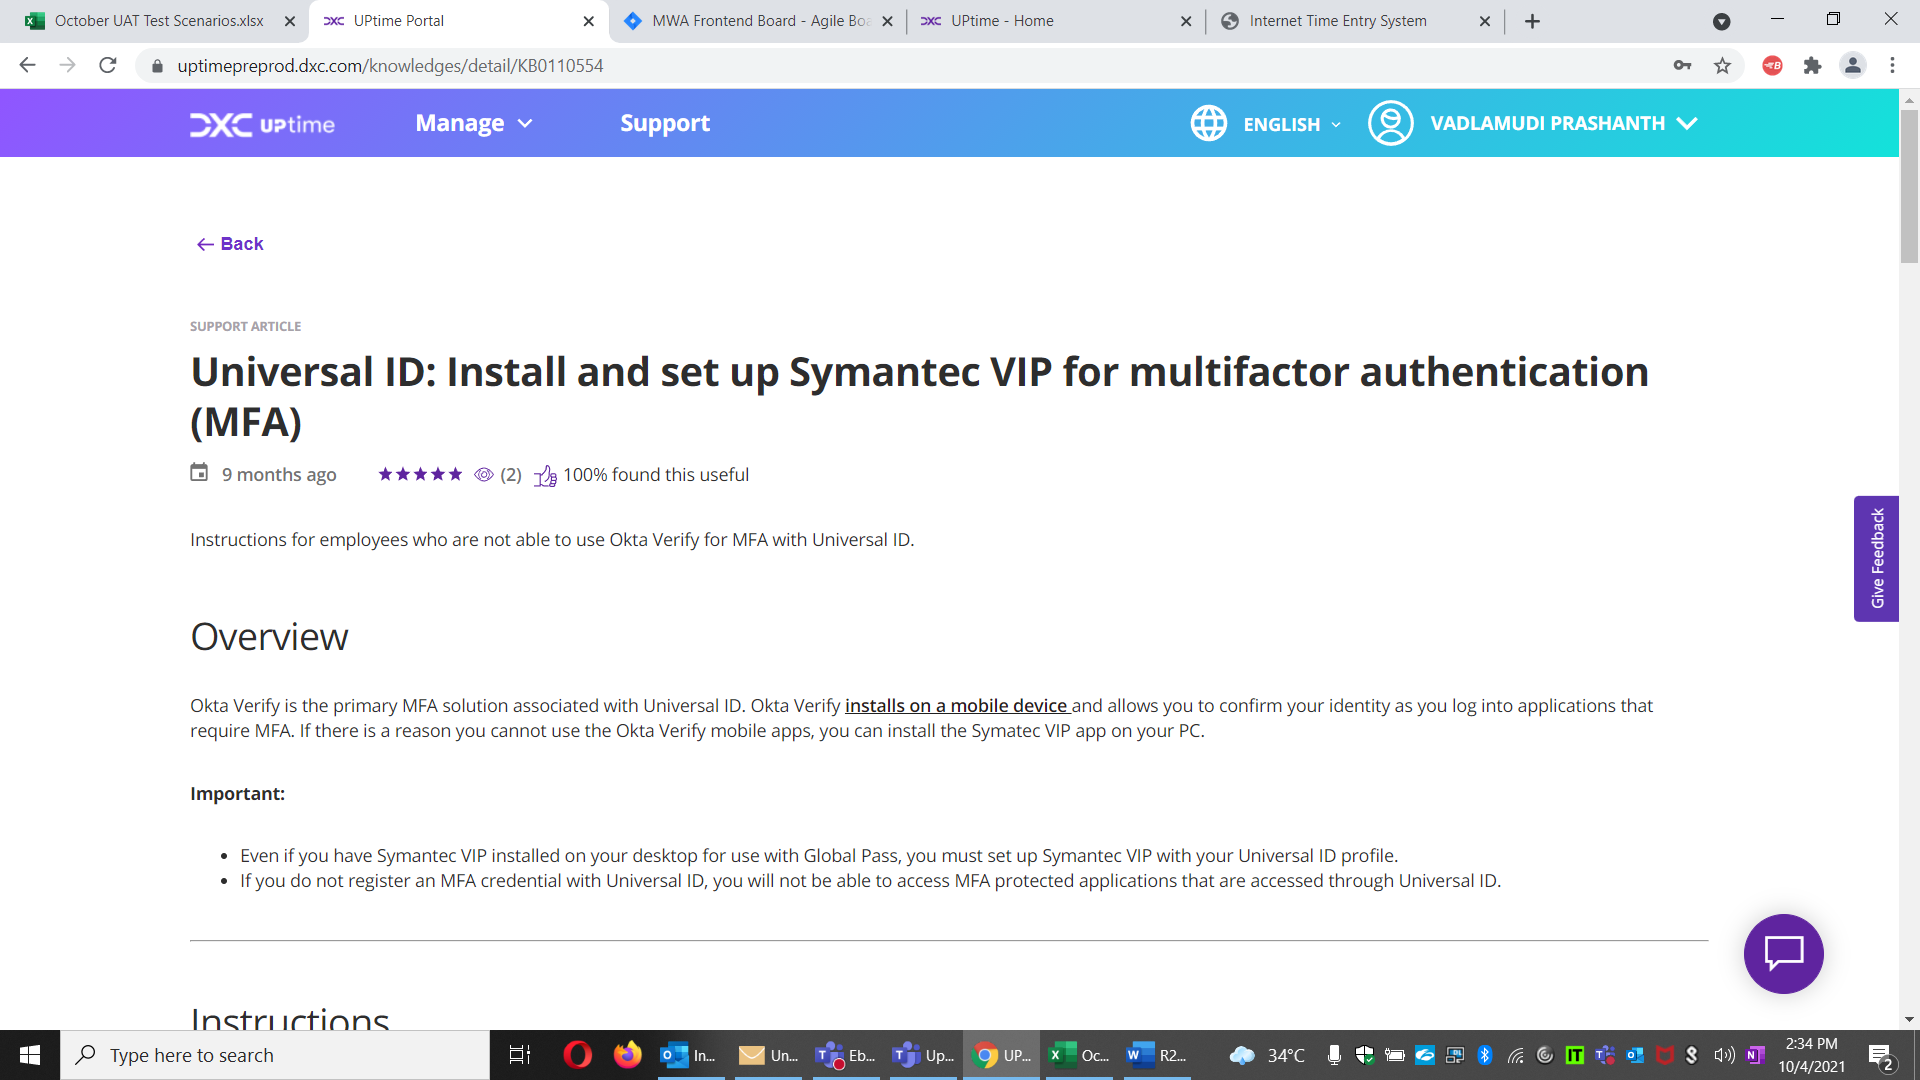 October UAT Test Scenarios.xlsx
UPtime Portal
MWA Frontend Board - Agile Boa
UPtime - Home
Internet Time Entry System
uptimepreprod.dxc.com/knowledges/detail/KB0110554
DXC UPtime
Manage
Support
ENGLISH
VADLAMUDI PRASHANTH
← Back
SUPPORT ARTICLE
Universal ID: Install and set up Symantec VIP for multifactor authentication
(MFA)
9 months ago ★★★★★ (2) 100% found this useful
Instructions for employees who are not able to use Okta Verify for MFA with Universal ID.
Give Feedback
Overview
Okta Verify is the primary MFA solution associated with Universal ID. Okta Verify installs on a mobile device and allows you to confirm your identity as you log into applications that
require MFA. If there is a reason you cannot use the Okta Verify mobile apps, you can install the Symatec VIP app on your PC.
Important:
• Even if you have Symantec VIP installed on your desktop for use with Global Pass, you must set up Symantec VIP with your Universal ID profile.
• If you do not register an MFA credential with Universal ID, you will not be able to access MFA protected applications that are accessed through Universal ID.
Instructions
Type here to search
In...
Un...
Eb...
Up...
UP...
Oc...
R2...
34°C
2:34 PM
10/4/2021
2